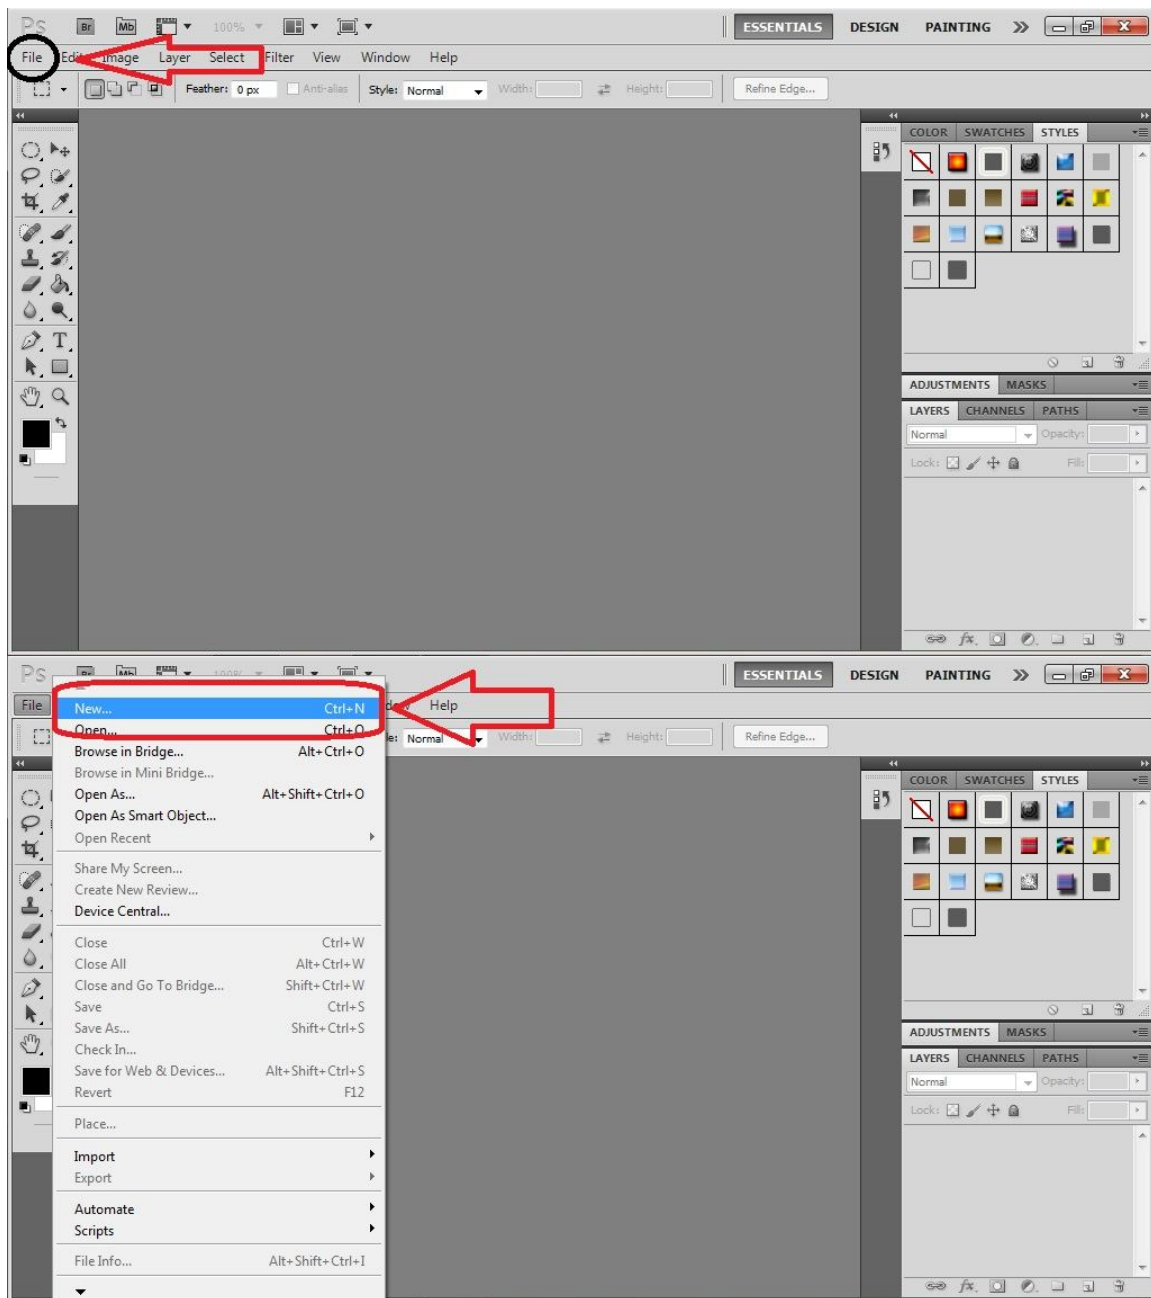 Ps Br Mb 100% ESSENTIALS DESIGN PAINTING
File Edit Image Layer Select Filter View Window Help
Feather: 0 px Anti-alias Style: Normal Width: Height: Refine Edge...
COLOR SWATCHES STYLES
T
ADJUSTMENTS MASKS
LAYERS CHANNELS PATHS
Normal Opacity:
Lock: Fill:
fx.
Ps Br Mb 100% ESSENTIALS DESIGN PAINTING
File Help
Normal Width: Height: Refine Edge...
New... Ctrl+N
Open... Ctrl+O
Browse in Bridge... Alt+Ctrl+O
Browse in Mini Bridge...
Open As... Alt+Shift+Ctrl+O
Open As Smart Object...
Open Recent
Share My Screen...
Create New Review...
Device Central...
Close Ctrl+W
Close All Alt+Ctrl+W
Close and Go To Bridge... Shift+Ctrl+W
Save Ctrl+S
Save As... Shift+Ctrl+S
Check In...
Save for Web & Devices... Alt+Shift+Ctrl+S
Revert F12
Place...
Import
Export
Automate
Scripts
File Info... Alt+Shift+Ctrl+I
COLOR SWATCHES STYLES
ADJUSTMENTS MASKS
LAYERS CHANNELS PATHS
Normal Opacity:
Lock: Fill:
fx.